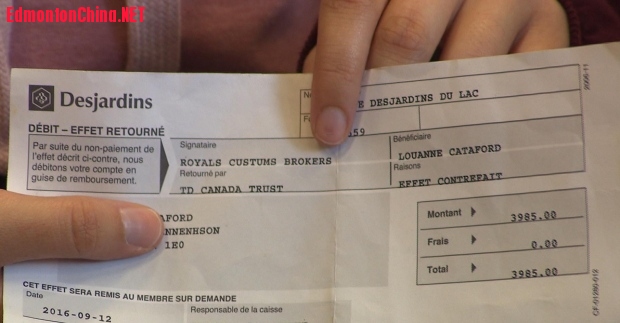 EdmontonChina.NET
Desjardins
DÉBIT – EFFET RETOURNÉ
Par suite du non-paiement de
l'effet décrit ci-contre, nous
débitons votre compte en
guise de remboursement.
E DESJARDINS DU LAC
659
Signataire
ROYALS CUSTUMS BROKERS
Retourné par
TD CANADA TRUST
Bénéficiaire
LOUANNE CATAFORD
Raisons
EFFET CONTREFAIT
AFORD
NNENHSON
1E0
Montant 3985.00
Frais 0.00
Total 3985.00
CET EFFET SERA REMIS AU MEMBRE SUR DEMANDE
Date
2016-09-12
Responsable de la caisse